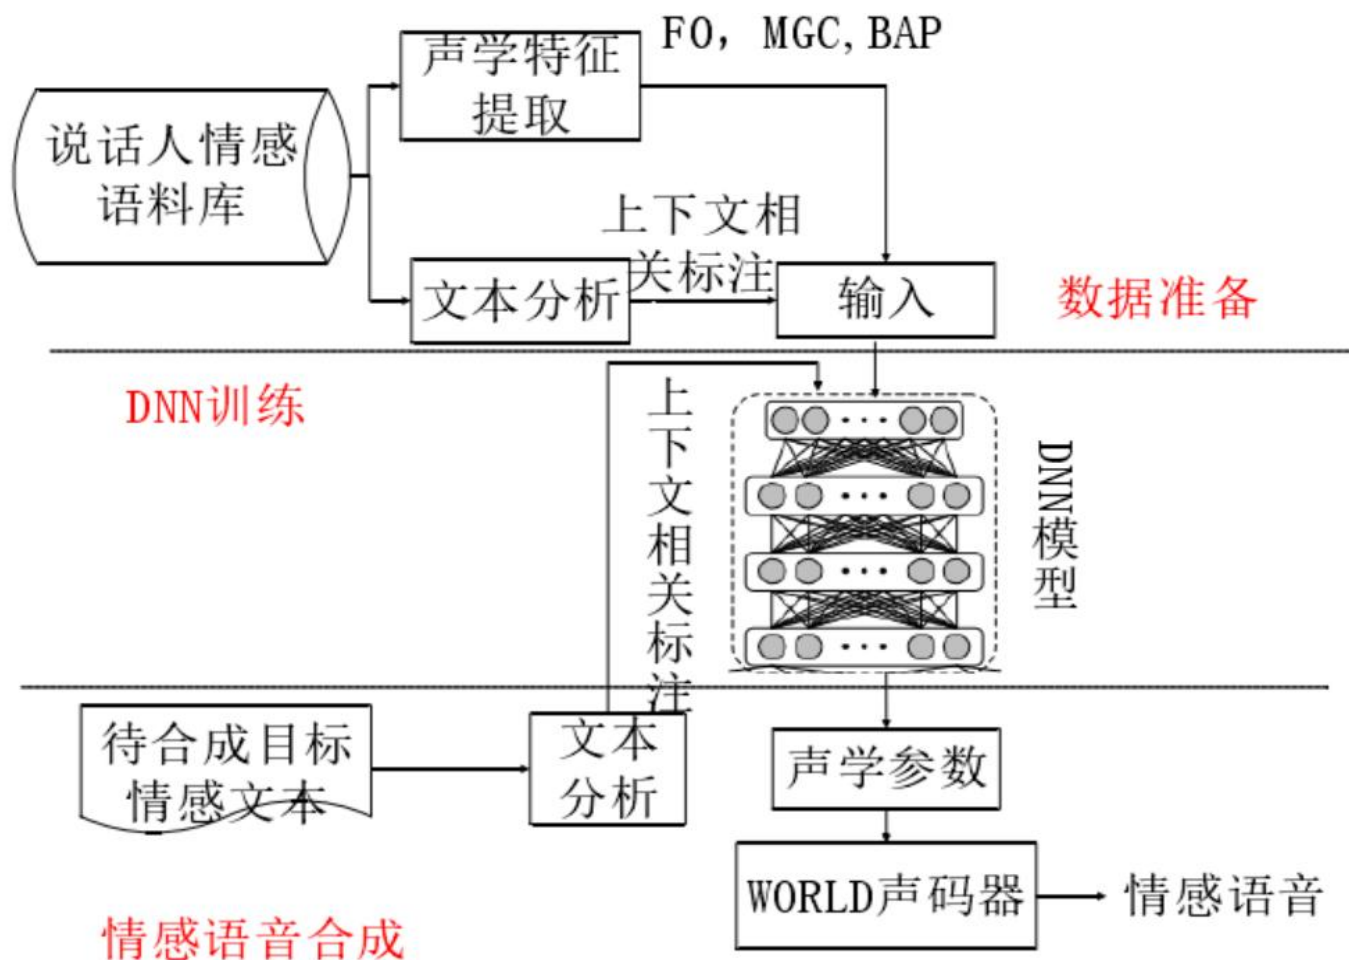 F0，MGC,BAP
声学特征
提取
说话人情感
语料库
上下文相
关标注
文本分析
输入
数据准备
DNN训练
上下文相关标注
DNN模型
待合成目标
情感文本
文本
分析
声学参数
WORLD声码器
情感语音
情感语音合成